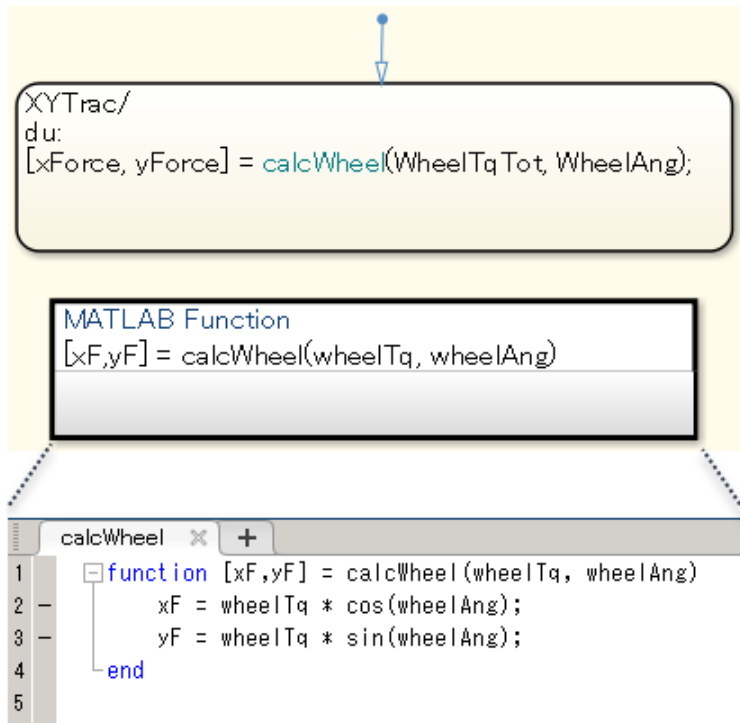 XYTrac/
du:
[xForce, yForce] = calcWheel(WheelTqTot, WheelAng);
MATLAB Function
[xF,yF] = calcWheel(wheelTq, wheelAng)
calcWheel × +
1 function [xF,yF] = calcWheel(wheelTq, wheelAng)
2 – xF = wheelTq * cos(wheelAng);
3 – yF = wheelTq * sin(wheelAng);
4 end
5